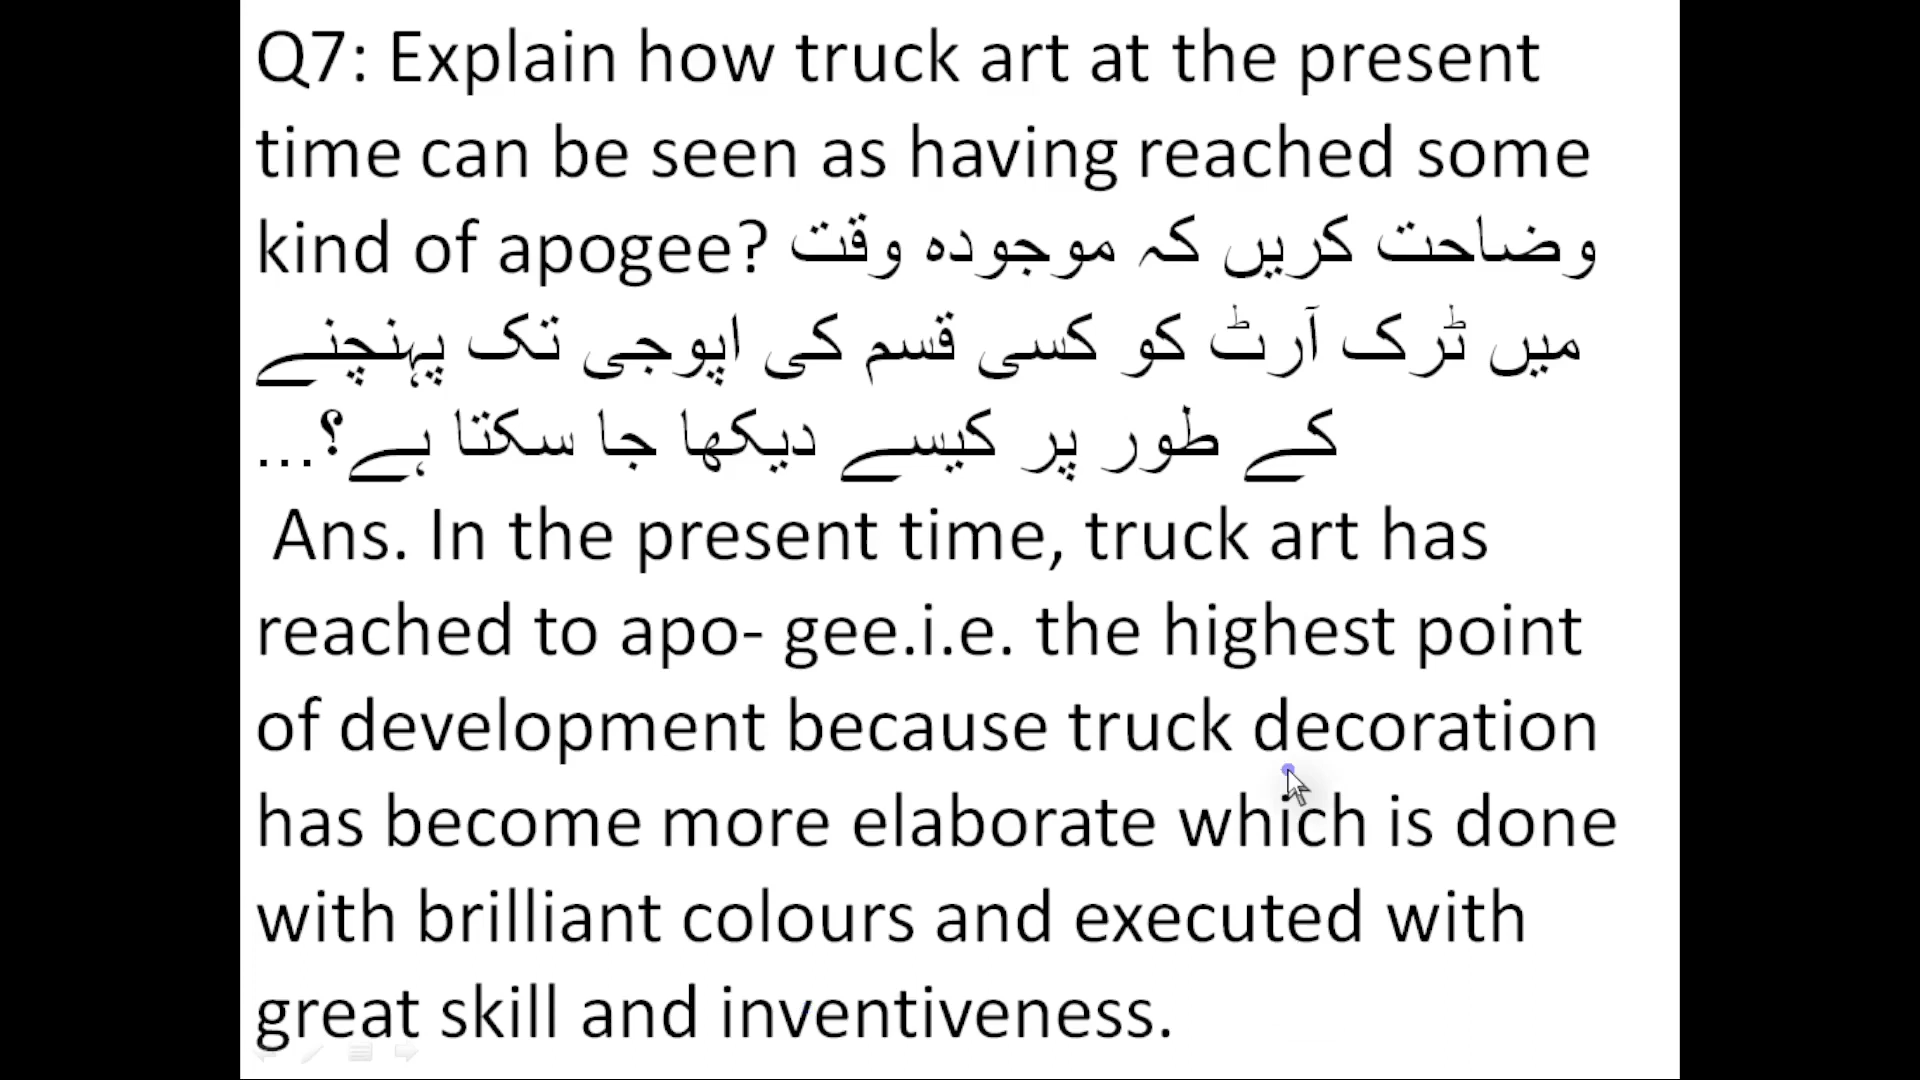 Q7: Explain how truck art at the present
time can be seen as having reached some
kind of apogee? وضاحت کریں کہ موجودہ وقت
میں ٹرک آرٹ کو کسی قسم کی اپوجی تک پہنچنے
کے طور پر کیسے دیکھا جا سکتا ہے؟...
Ans. In the present time, truck art has
reached to apo- gee.i.e. the highest point
of development because truck decoration
has become more elaborate which is done
with brilliant colours and executed with
great skill and inventiveness.